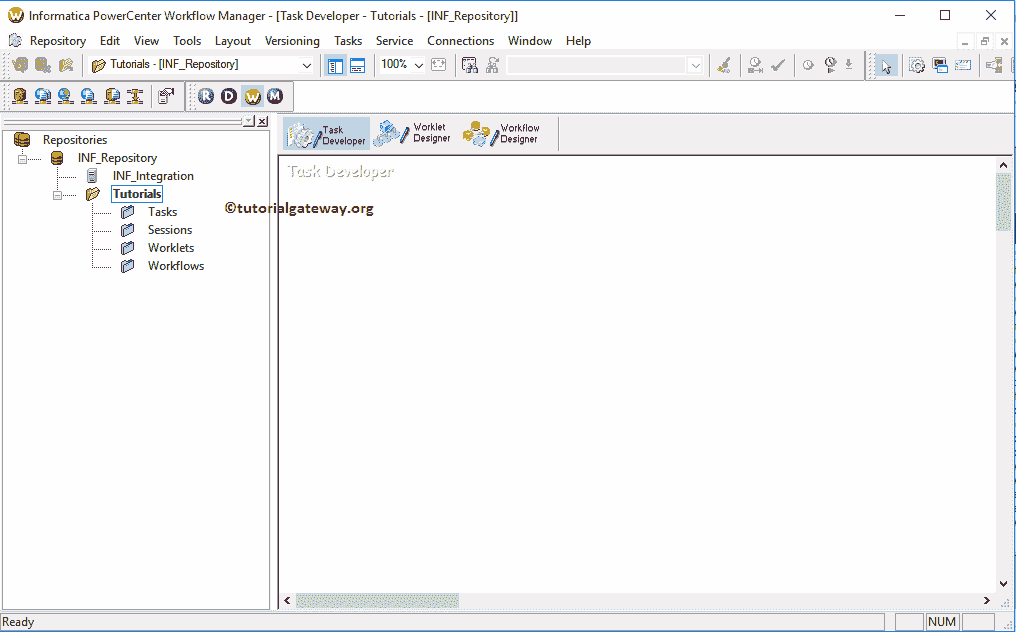 Informatica PowerCenter Workflow Manager - [Task Developer - Tutorials - [INF_Repository]]
Repository Edit View Tools Layout Versioning Tasks Service Connections Window Help
Tutorials - [INF_Repository] 100%
R D W M
Task Developer
Worklet Designer
Workflow Designer
Repositories
INF_Repository
INF_Integration
Tutorials
Tasks
Sessions
Worklets
Workflows
Task Developer
©tutorialgateway.org
Ready NUM